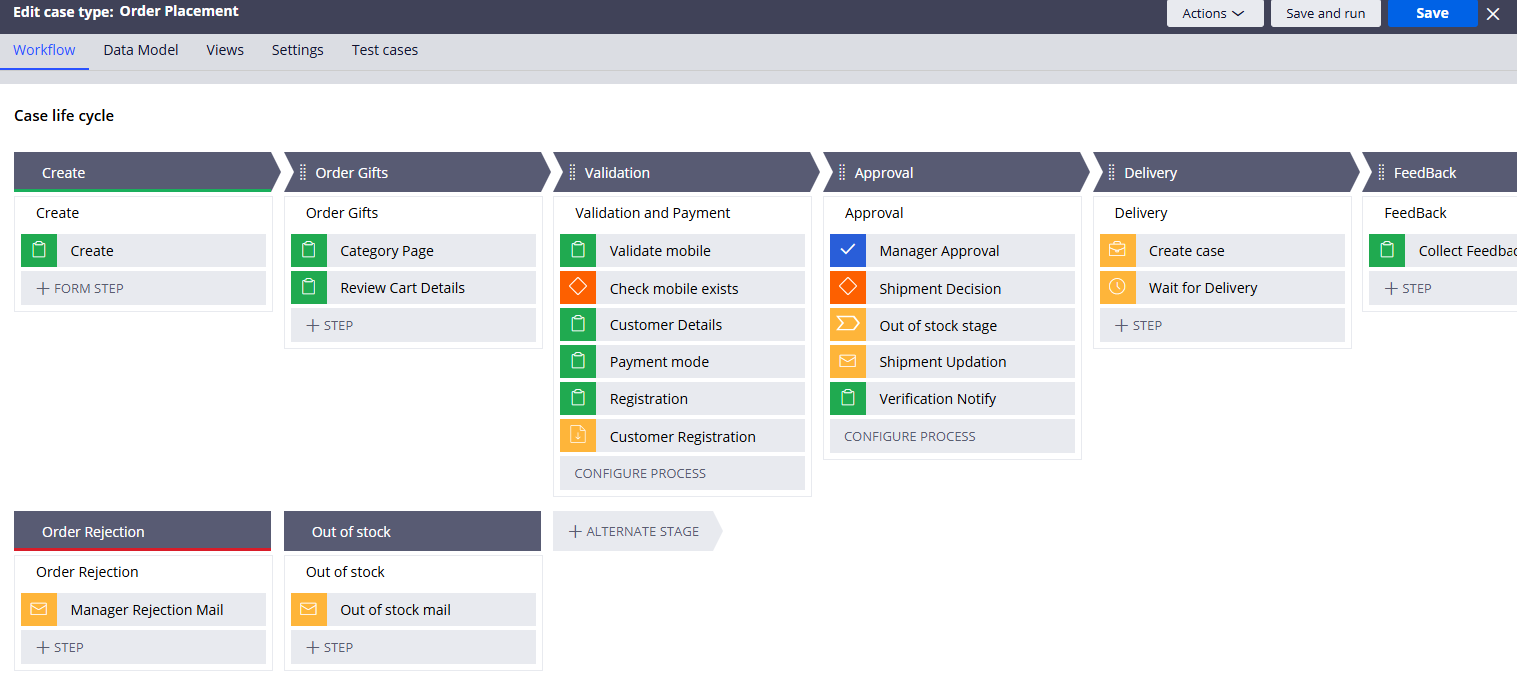 Edit case type: Order Placement
Actions
Save and run
Save
Workflow
Data Model
Views
Settings
Test cases
Case life cycle
Create
Order Gifts
Validation
Approval
Delivery
FeedBack
Create
Create
FORM STEP
Order Gifts
Category Page
Review Cart Details
STEP
Validation and Payment
Validate mobile
Check mobile exists
Customer Details
Payment mode
Registration
Customer Registration
CONFIGURE PROCESS
Approval
Manager Approval
Shipment Decision
Out of stock stage
Shipment Updation
Verification Notify
CONFIGURE PROCESS
Delivery
Create case
Wait for Delivery
STEP
FeedBack
Collect Feedbac
STEP
Order Rejection
Out of stock
ALTERNATE STAGE
Order Rejection
Manager Rejection Mail
STEP
Out of stock
Out of stock mail
STEP